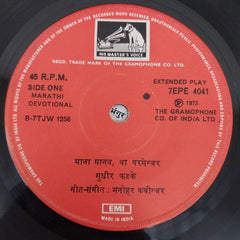 "HIS MASTER'S VOICE"
REGD. TRADE MARK OF THE GRAMOPHONE CO. LTD.
45 R.P.M.
SIDE ONE
MARATHI
DEVOTIONAL
B-7TJW 1256
EXTENDED PLAY
7EPE 4041
Ⓟ 1973
THE GRAMOPHONE
CO. OF INDIA LTD
मंजूर
माना मानव, वा परमेश्वर
सुधीर फडके
गीत-संगीत : मनोहर कवीश्वर
EMI
MADE IN INDIA